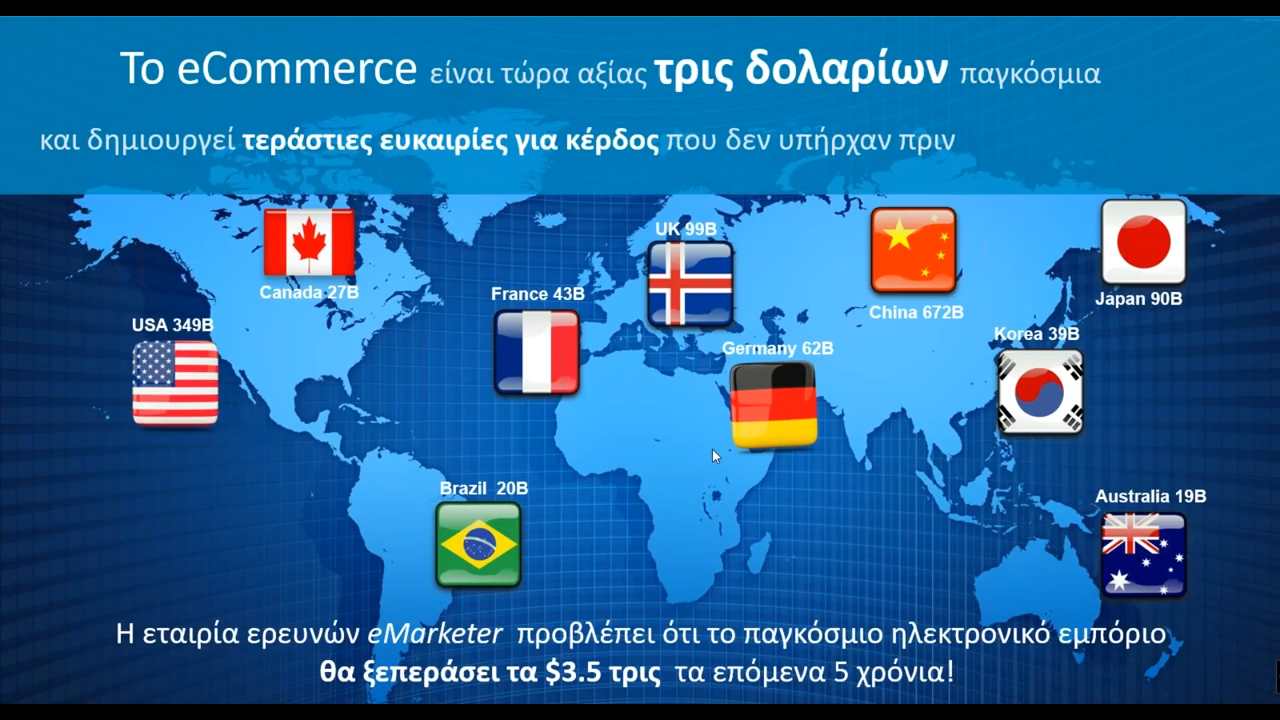 Το eCommerce είναι τώρα αξίας τρις δολαρίων παγκόσμια
και δημιουργεί τεράστιες ευκαιρίες για κέρδος που δεν υπήρχαν πριν
UK 99B
Canada 27B
France 43B
China 672B
Japan 90B
USA 349B
Korea 39B
Germany 62B
Brazil 20B
Australia 19B
Η εταιρία ερευνών eMarketer προβλέπει ότι το παγκόσμιο ηλεκτρονικό εμπόριο
θα ξεπεράσει τα $3.5 τρις τα επόμενα 5 χρόνια!